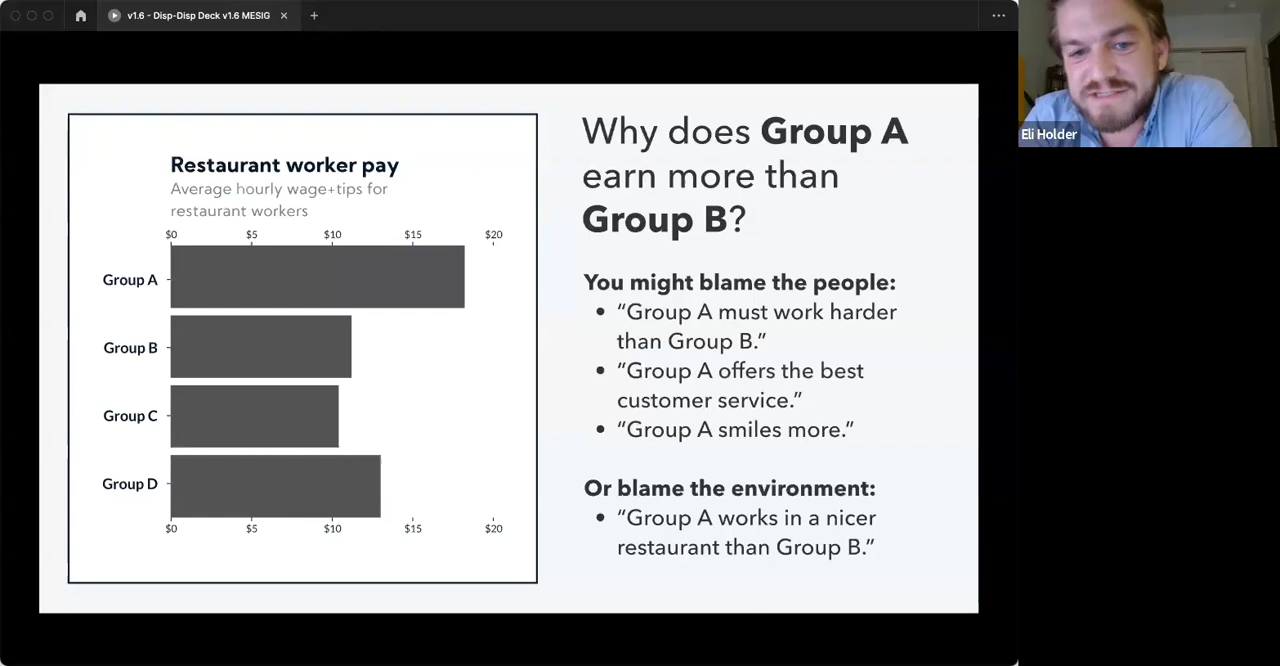 v1.6 - Disp-Disp Deck v1.6 MESIG
Eli Holder
Restaurant worker pay
Average hourly wage+tips for
restaurant workers
$0 $5 $10 $15 $20
Group A
Group B
Group C
Group D
$0 $5 $10 $15 $20
Why does Group A
earn more than
Group B?
You might blame the people:
• “Group A must work harder
than Group B.”
• “Group A offers the best
customer service.”
• “Group A smiles more.”
Or blame the environment:
• “Group A works in a nicer
restaurant than Group B.”